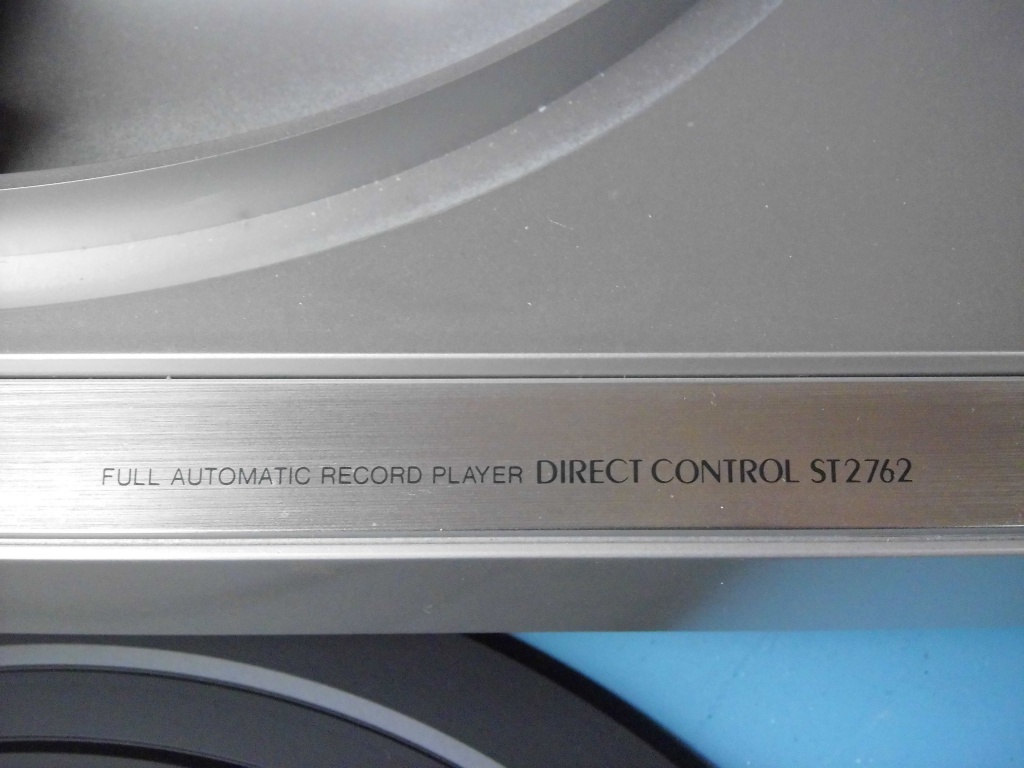 FULL AUTOMATIC RECORD PLAYER DIRECT CONTROL ST2762